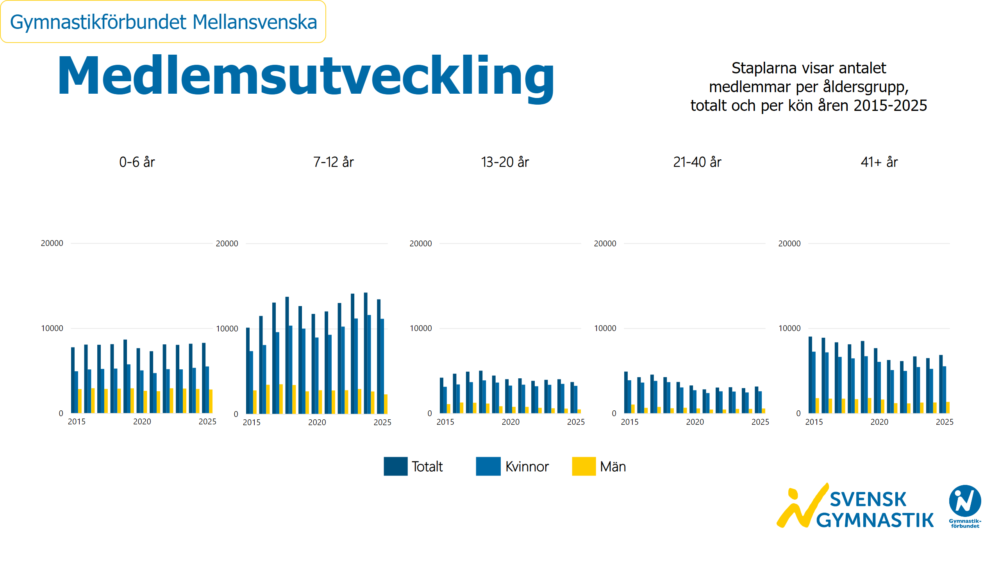 Gymnastikförbundet Mellansvenska
Medlemsutveckling
Staplarna visar antalet
medlemmar per åldersgrupp,
totalt och per kön åren 2015-2025
0-6 år
7-12 år
13-20 år
21-40 år
41+ år
20000
10000
0
2015
2020
2025
20000
10000
0
2015
2020
2025
20000
10000
0
2015
2020
2025
20000
10000
0
2015
2020
2025
20000
10000
0
2015
2020
2025
Totalt
Kvinnor
Män
SVENSK
GYMNASTIK
Gymnastik-
förbundet